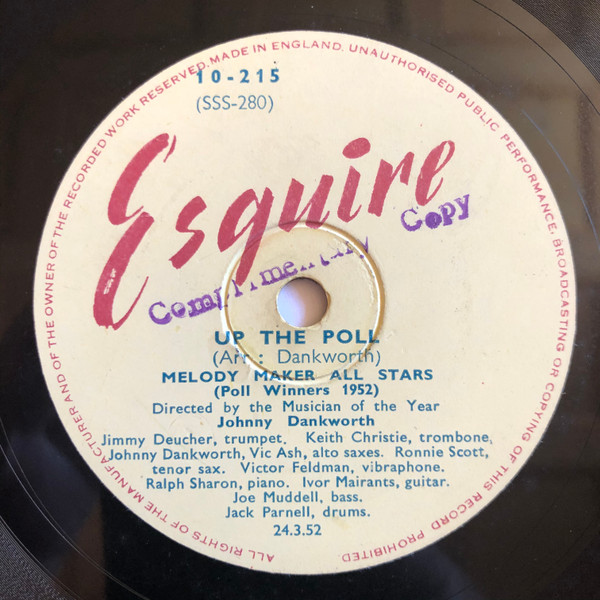 ALL RIGHTS OF THE MANUFACTURER AND OF THE OWNER OF THE RECORDED WORK RESERVED. MADE IN ENGLAND. UNAUTHORISED PUBLIC PERFORMANCE, BROADCASTING OR COPYING OF THIS RECORD PROHIBITED.
10-215
(SSS-280)
Esquire
Complimentary Copy
UP THE POLL
(Arr : Dankworth)
MELODY MAKER ALL STARS
(Poll Winners 1952)
Directed by the Musician of the Year
Johnny Dankworth
Jimmy Deucher, trumpet. Keith Christie, trombone,
Johnny Dankworth, Vic Ash, alto saxes. Ronnie Scott,
tenor sax. Victor Feldman, vibraphone.
Ralph Sharon, piano. Ivor Mairants, guitar.
Joe Muddell, bass.
Jack Parnell, drums.
24.3.52